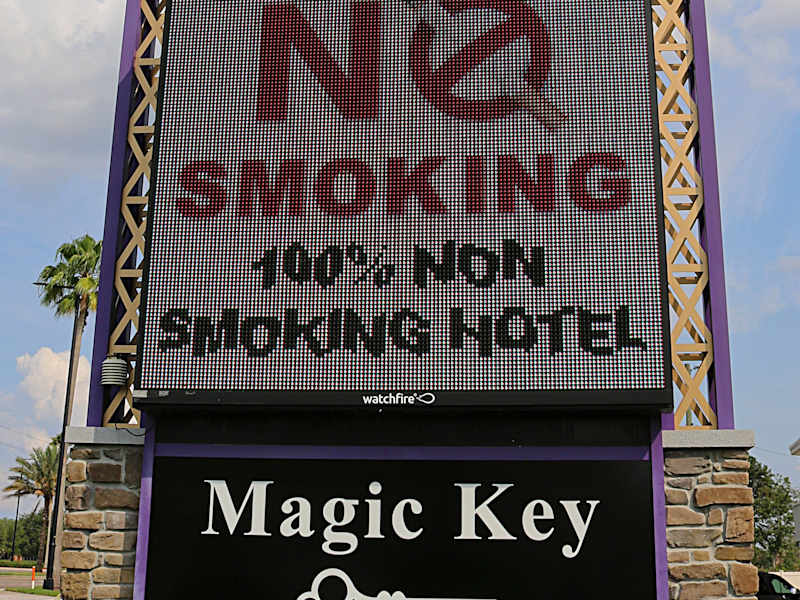 NO
SMOKING
100% NON
SMOKING HOTEL
watchfire
Magic Key